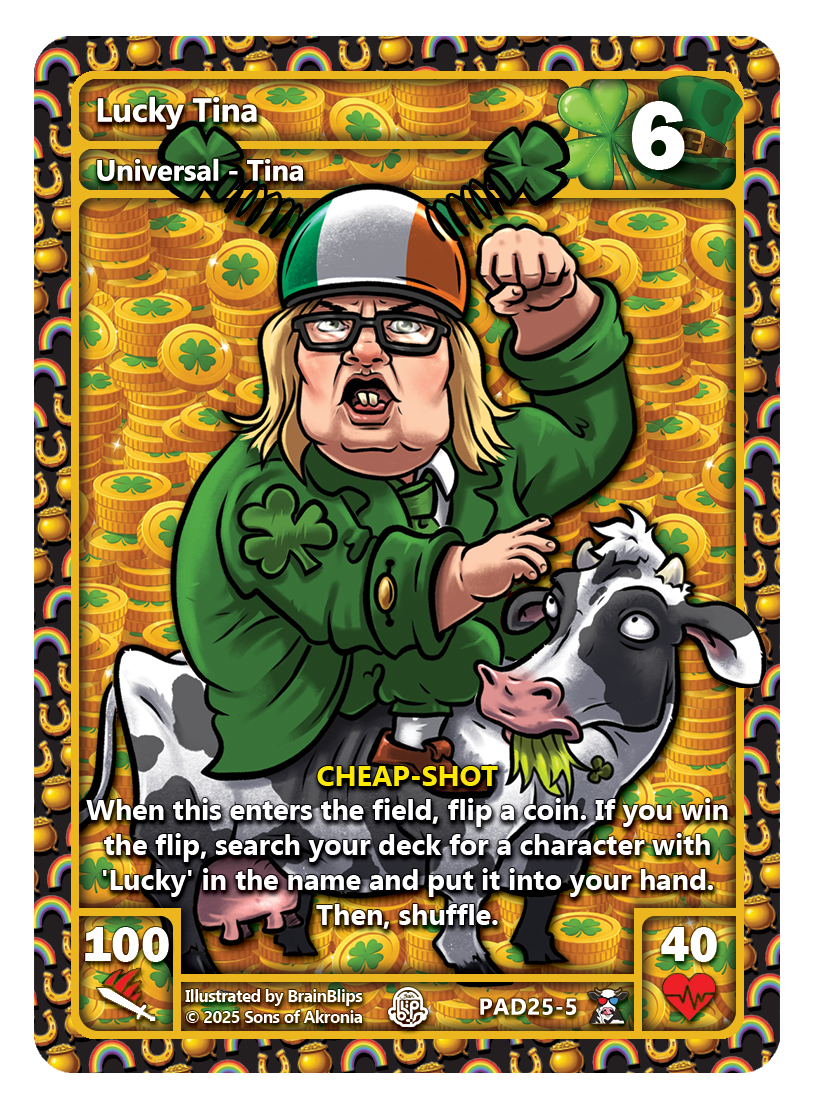 Lucky Tina
6
Universal - Tina
CHEAP-SHOT
When this enters the field, flip a coin. If you win
the flip, search your deck for a character with
'Lucky' in the name and put it into your hand.
Then, shuffle.
100
40
Illustrated by BrainBlips
© 2025 Sons of Akronia
blip
PAD25-5